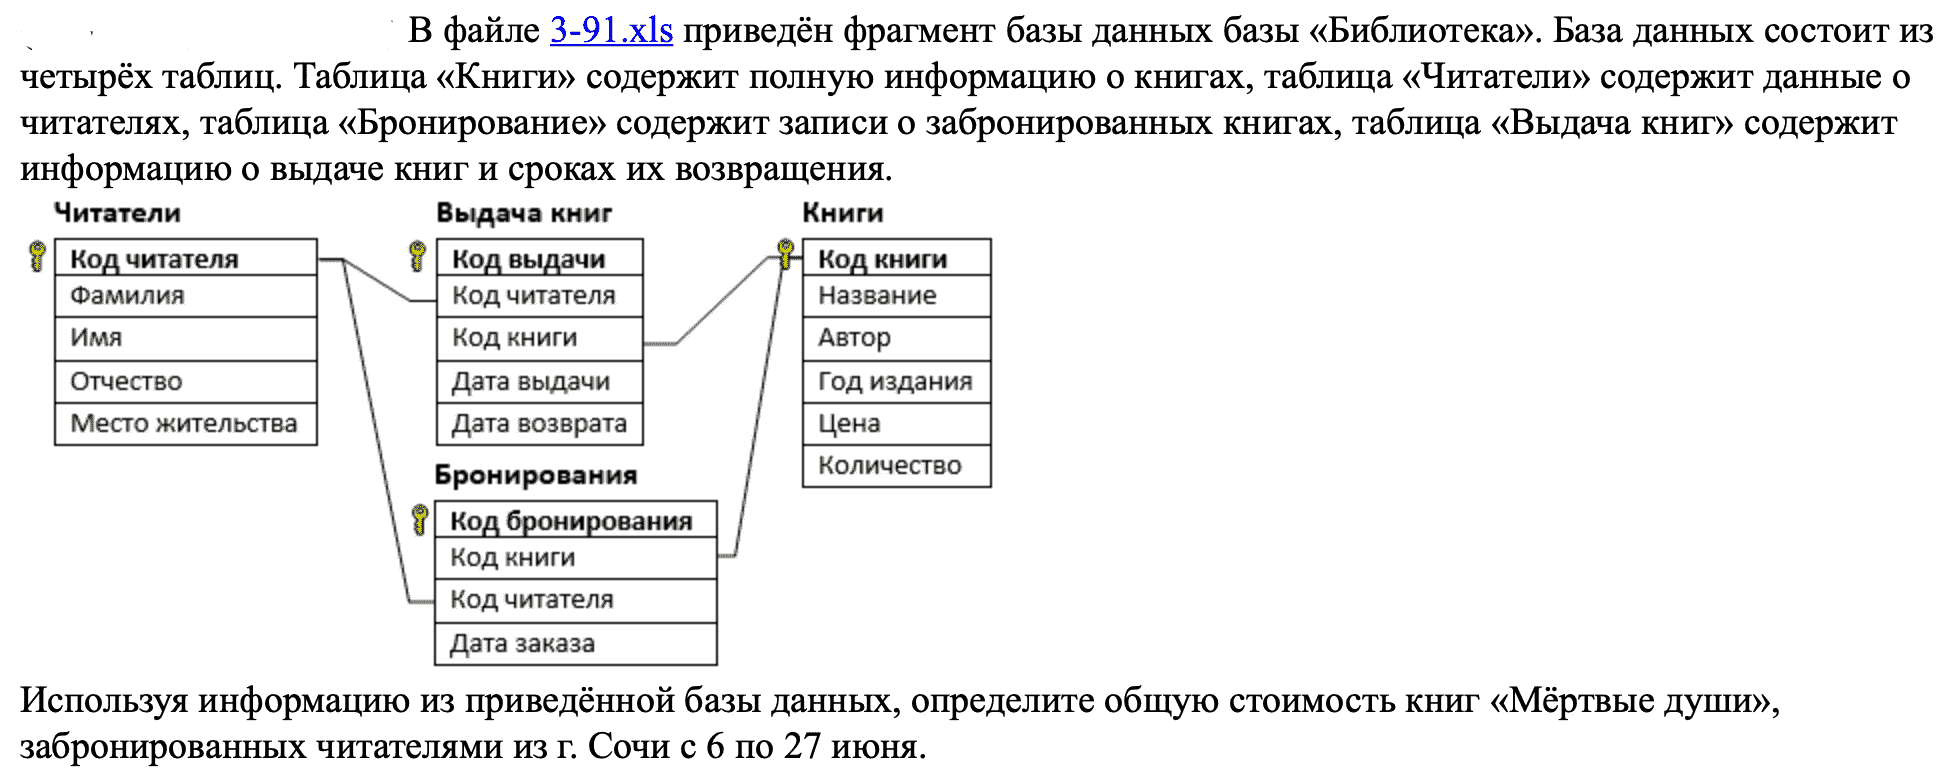 В файле 3-91.xls приведён фрагмент базы данных базы «Библиотека». База данных состоит из
четырёх таблиц. Таблица «Книги» содержит полную информацию о книгах, таблица «Читатели» содержит данные о
читателях, таблица «Бронирование» содержит записи о забронированных книгах, таблица «Выдача книг» содержит
информацию о выдаче книг и сроках их возвращения.
Читатели
Код читателя
Фамилия
Имя
Отчество
Место жительства
Выдача книг
Код выдачи
Код читателя
Код книги
Дата выдачи
Дата возврата
Бронирования
Код бронирования
Код книги
Код читателя
Дата заказа
Книги
Код книги
Название
Автор
Год издания
Цена
Количество
Используя информацию из приведённой базы данных, определите общую стоимость книг «Мёртвые души»,
забронированных читателями из г. Сочи с 6 по 27 июня.